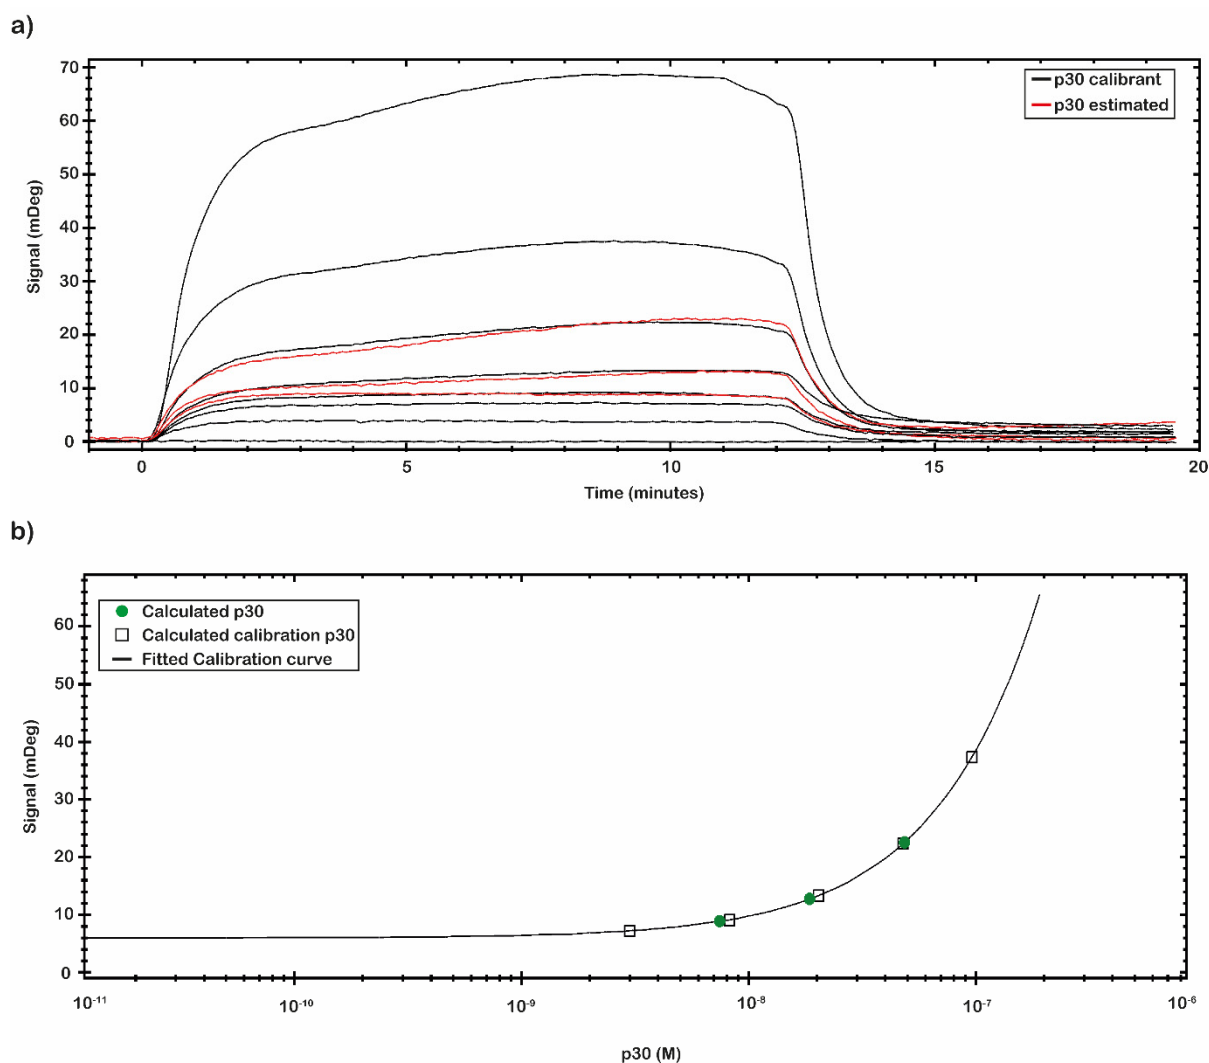 a)
70
60
50
40
30
20
10
0
Signal (mDeg)
p30 calibrant
p30 estimated
0 5 10 15 20
Time (minutes)
b)
60
50
40
30
20
10
0
Signal (mDeg)
Calculated p30
Calculated calibration p30
Fitted Calibration curve
10⁻¹¹ 10⁻¹⁰ 10⁻⁹ 10⁻⁸ 10⁻⁷ 10⁻⁶
p30 (M)